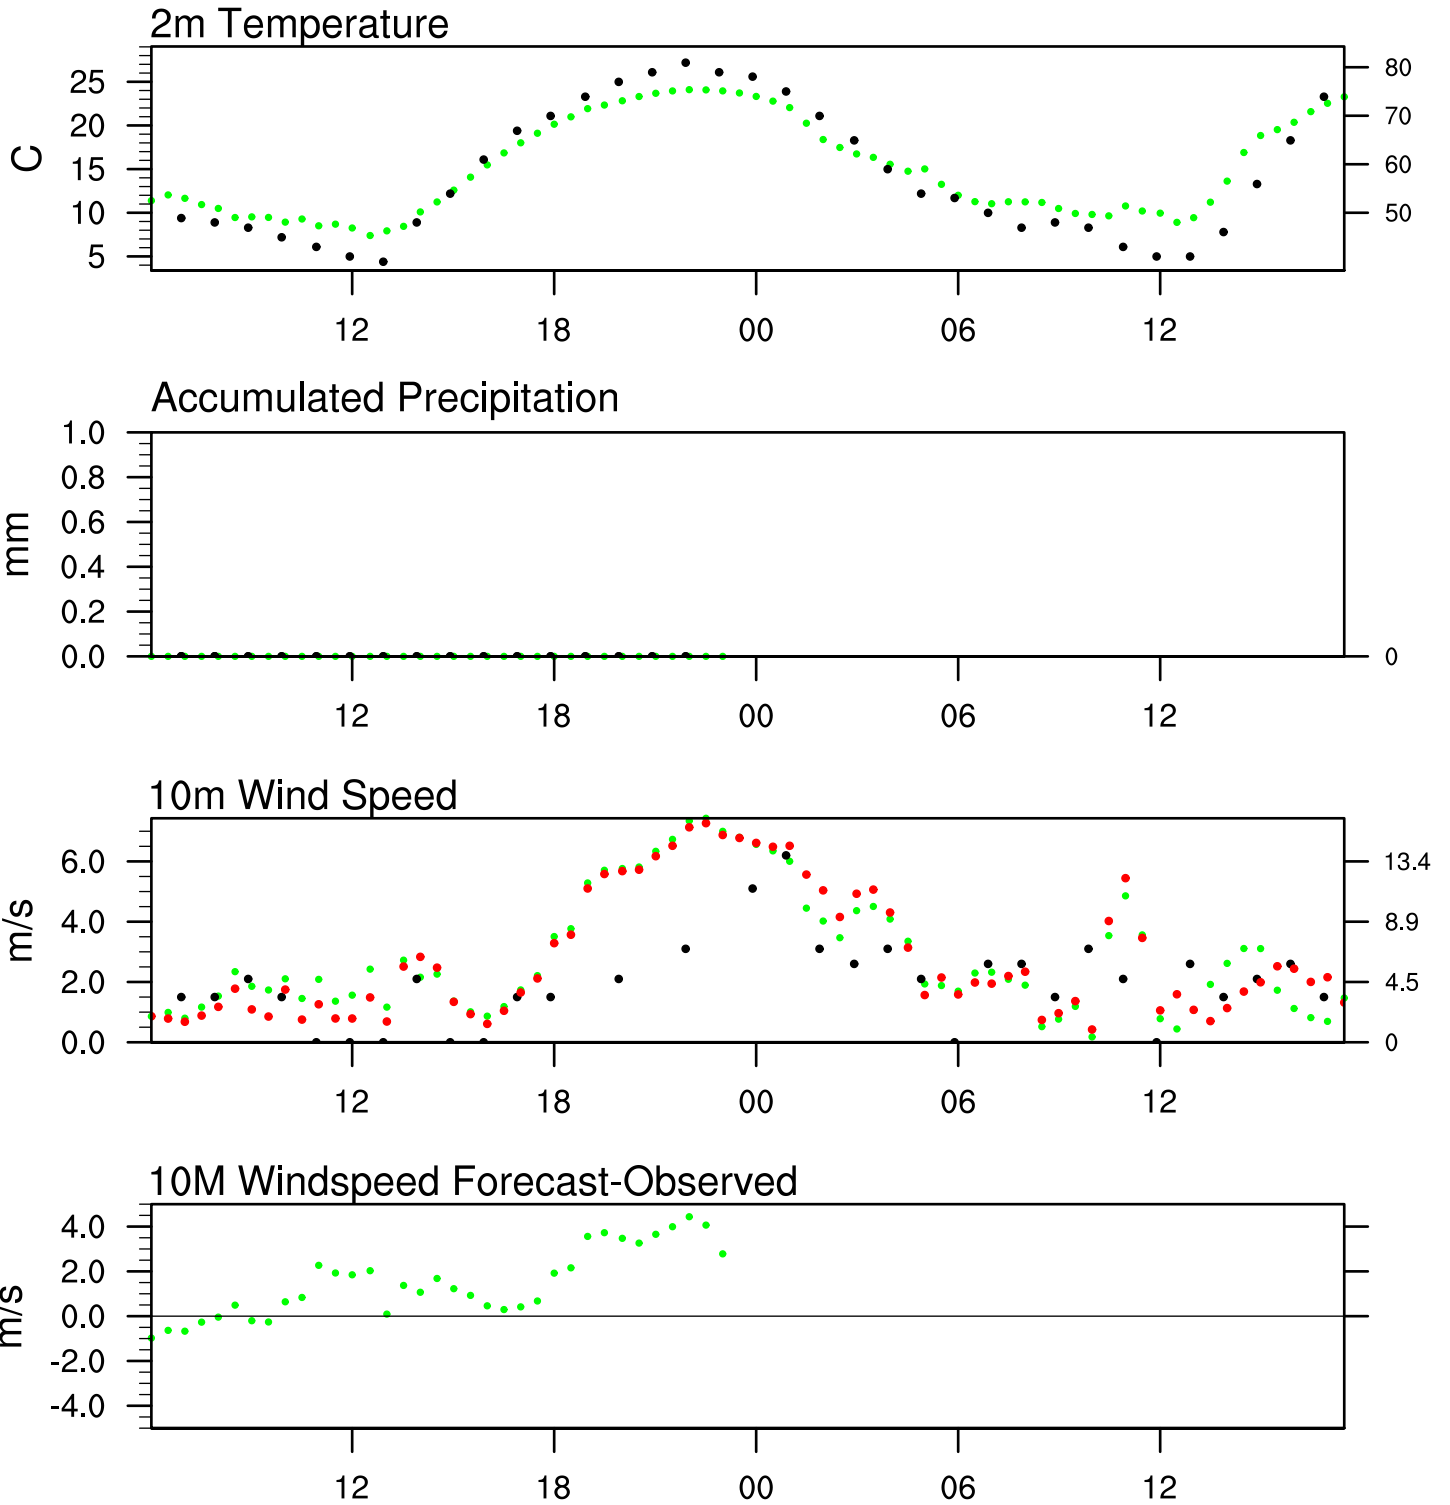 2m Temperature
25 80
20 70
15 60
10 50
5
C
12 18 00 06 12
Accumulated Precipitation
1.0
0.8
0.6
0.4
0.2
0.0 0
mm
12 18 00 06 12
10m Wind Speed
6.0 13.4
4.0 8.9
2.0 4.5
0.0 0
m/s
12 18 00 06 12
10M Windspeed Forecast-Observed
4.0
2.0
0.0
-2.0
-4.0
m/s
12 18 00 06 12